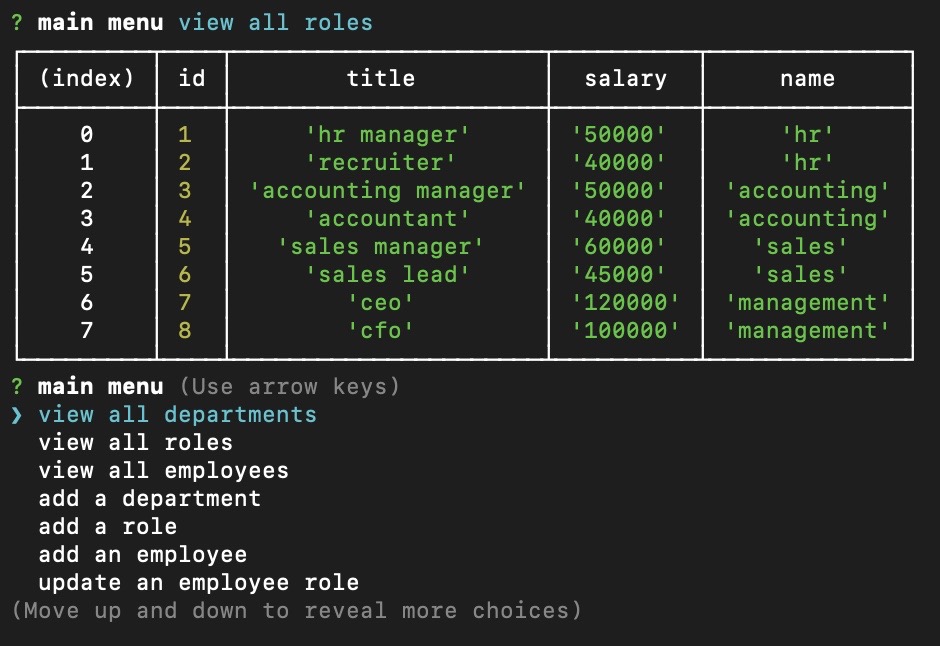 ? main menu view all roles
(index) id title salary name
0 1 'hr manager' '50000' 'hr'
1 2 'recruiter' '40000' 'hr'
2 3 'accounting manager' '50000' 'accounting'
3 4 'accountant' '40000' 'accounting'
4 5 'sales manager' '60000' 'sales'
5 6 'sales lead' '45000' 'sales'
6 7 'ceo' '120000' 'management'
7 8 'cfo' '100000' 'management'
? main menu (Use arrow keys)
❯ view all departments
view all roles
view all employees
add a department
add a role
add an employee
update an employee role
(Move up and down to reveal more choices)